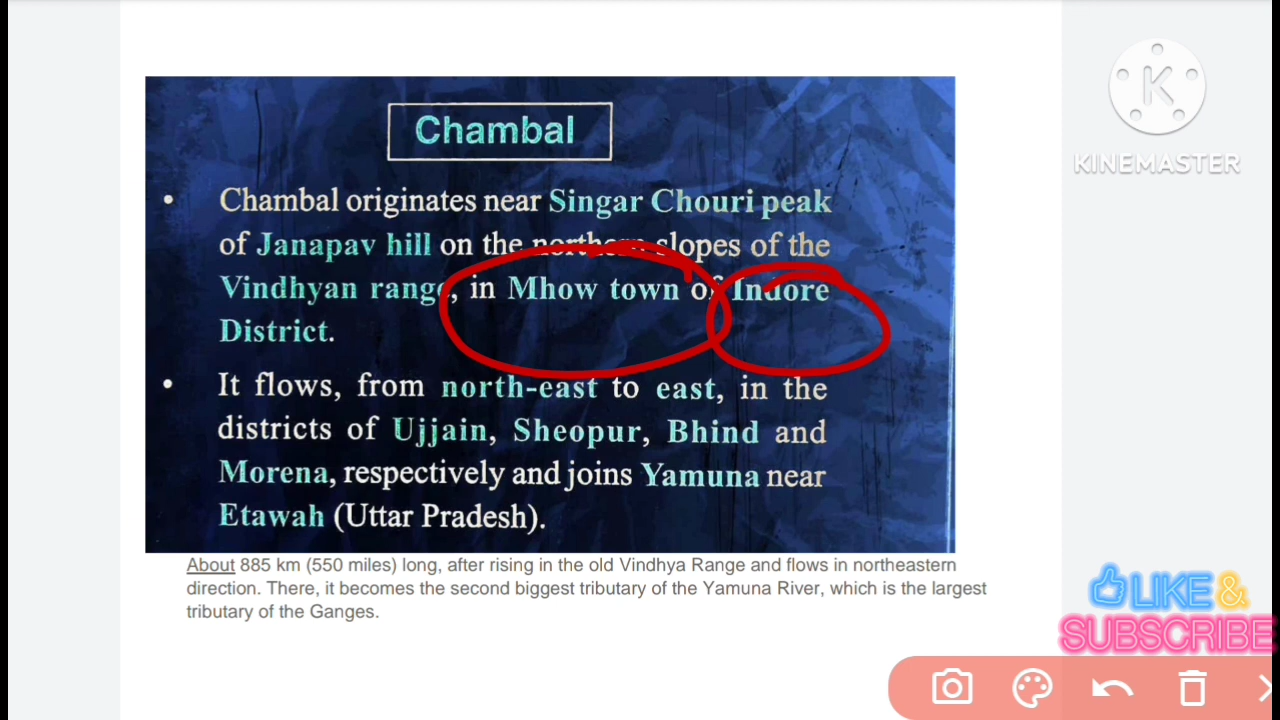 Chambal
• Chambal originates near Singar Chouri peak
of Janapav hill on the northern slopes of the
Vindhyan range, in Mhow town of Indore
District.
• It flows, from north-east to east, in the
districts of Ujjain, Sheopur, Bhind and
Morena, respectively and joins Yamuna near
Etawah (Uttar Pradesh).
About 885 km (550 miles) long, after rising in the old Vindhya Range and flows in northeastern
direction. There, it becomes the second biggest tributary of the Yamuna River, which is the largest
tributary of the Ganges.
K
KINEMASTER
LIKE &
SUBSCRIBE